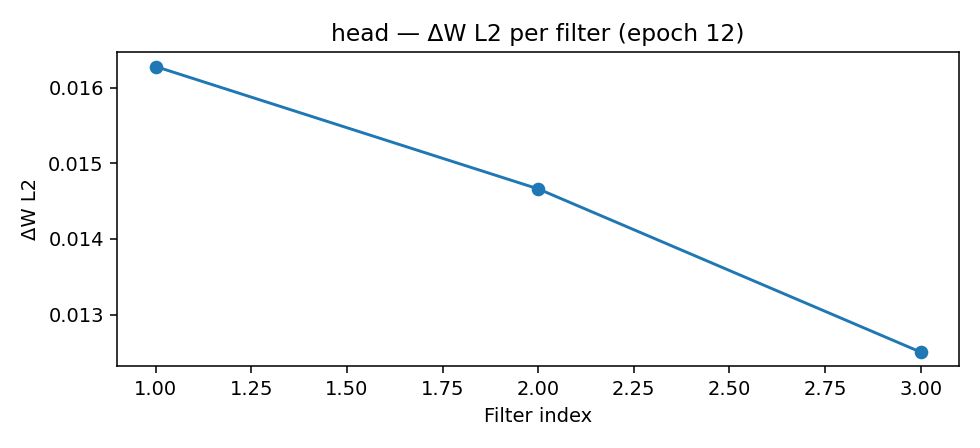 head — ΔW L2 per filter (epoch 12)
0.016
0.015
0.014
0.013
ΔW L2
1.00 1.25 1.50 1.75 2.00 2.25 2.50 2.75 3.00
Filter index